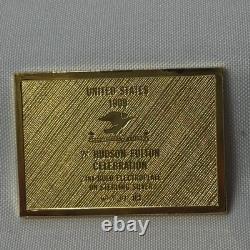 UNITED STATES
1909
2¢ HUDSON FULTON
CELEBRATION
24K GOLD ELECTROPLATE
ON STERLING SILVER